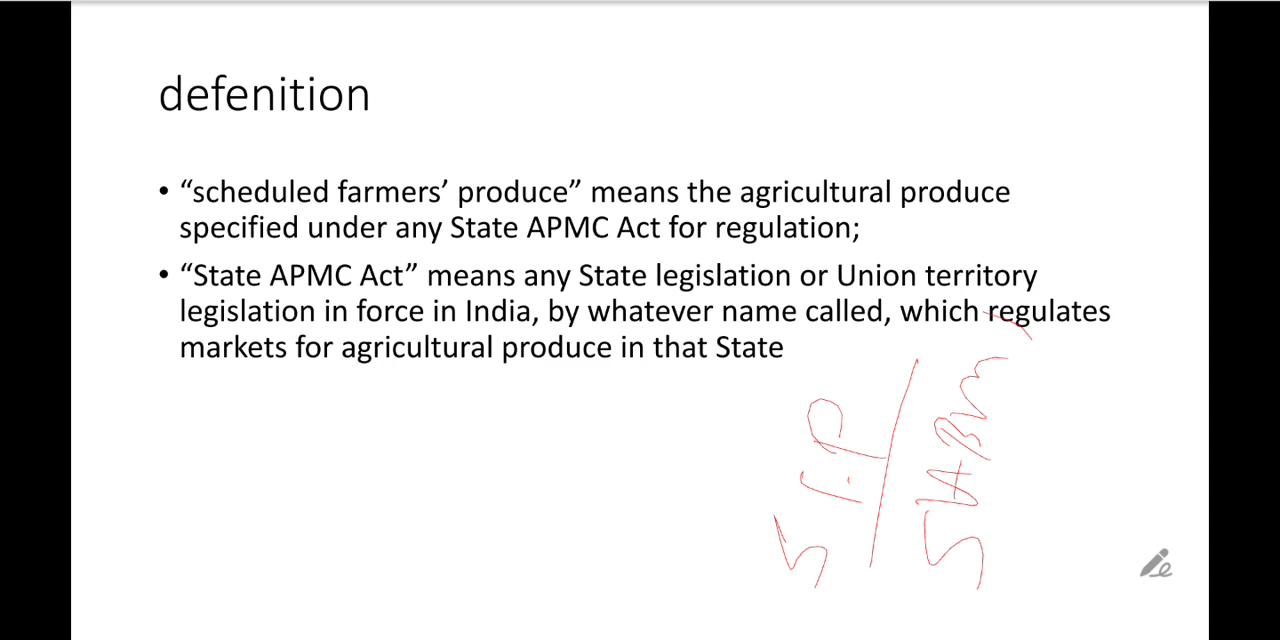 defenition
• “scheduled farmers’ produce” means the agricultural produce
specified under any State APMC Act for regulation;
• “State APMC Act” means any State legislation or Union territory
legislation in force in India, by whatever name called, which regulates
markets for agricultural produce in that State